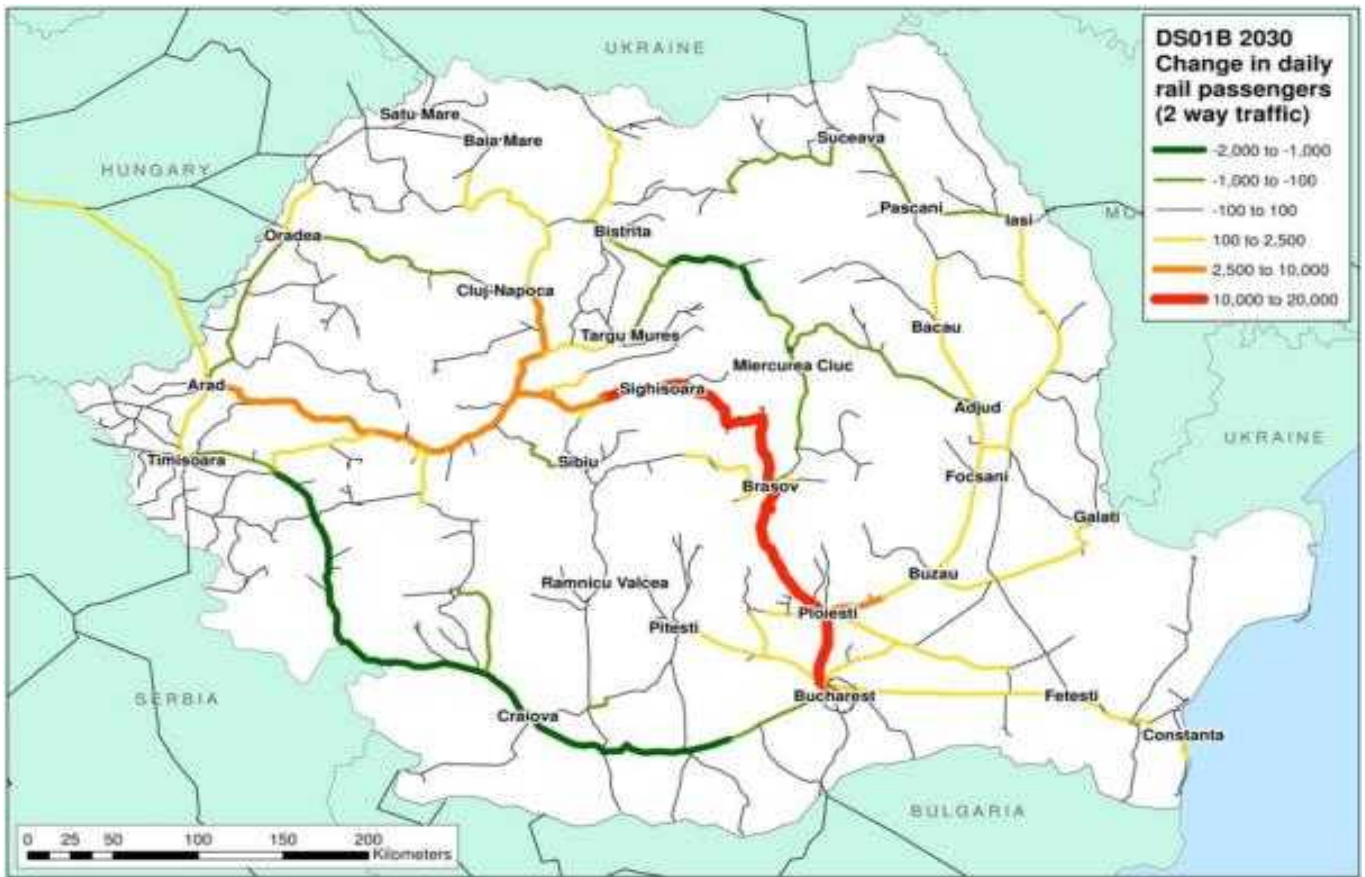 DS01B 2030
Change in daily
rail passengers
(2 way traffic)
-2,000 to -1,000
-1,000 to -100
-100 to 100
100 to 2,500
2,500 to 10,000
10,000 to 20,000
UKRAINE
Satu Mare
Baia Mare
Suceava
HUNGARY
Pascani
Iasi
MO
Oradea
Bistrita
Cluj-Napoca
Bacau
Targu Mures
Miercurea Ciuc
Arad
Sighisoara
Adjud
UKRAINE
Timisoara
Sibiu
Focsani
Brasov
Galati
Buzau
Ramnicu Valcea
Ploiesti
Pitesti
SERBIA
Bucharest
Fetesti
Craiova
Constanta
BULGARIA
0 25 50 100 150 200
Kilometers